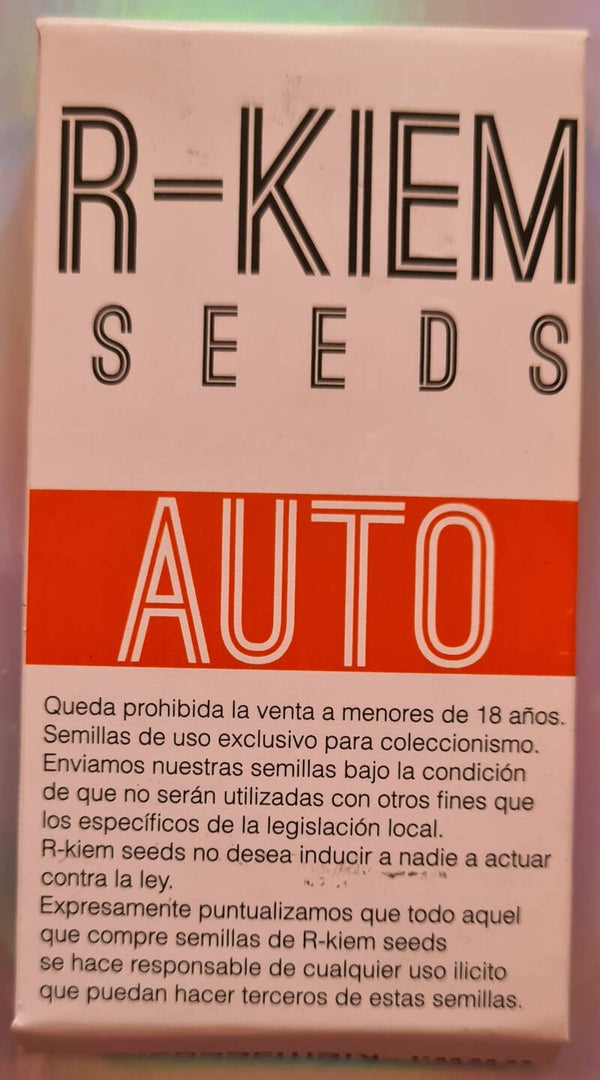 R-KIEM
SEEDS
AUTO
Queda prohibida la venta a menores de 18 años.
Semillas de uso exclusivo para coleccionismo.
Enviamos nuestras semillas bajo la condición
de que no serán utilizadas con otros fines que
los específicos de la legislación local.
R-kiem seeds no desea inducir a nadie a actuar
contra la ley.
Expresamente puntualizamos que todo aquel
que compre semillas de R-kiem seeds
se hace responsable de cualquier uso ilicito
que puedan hacer terceros de estas semillas.